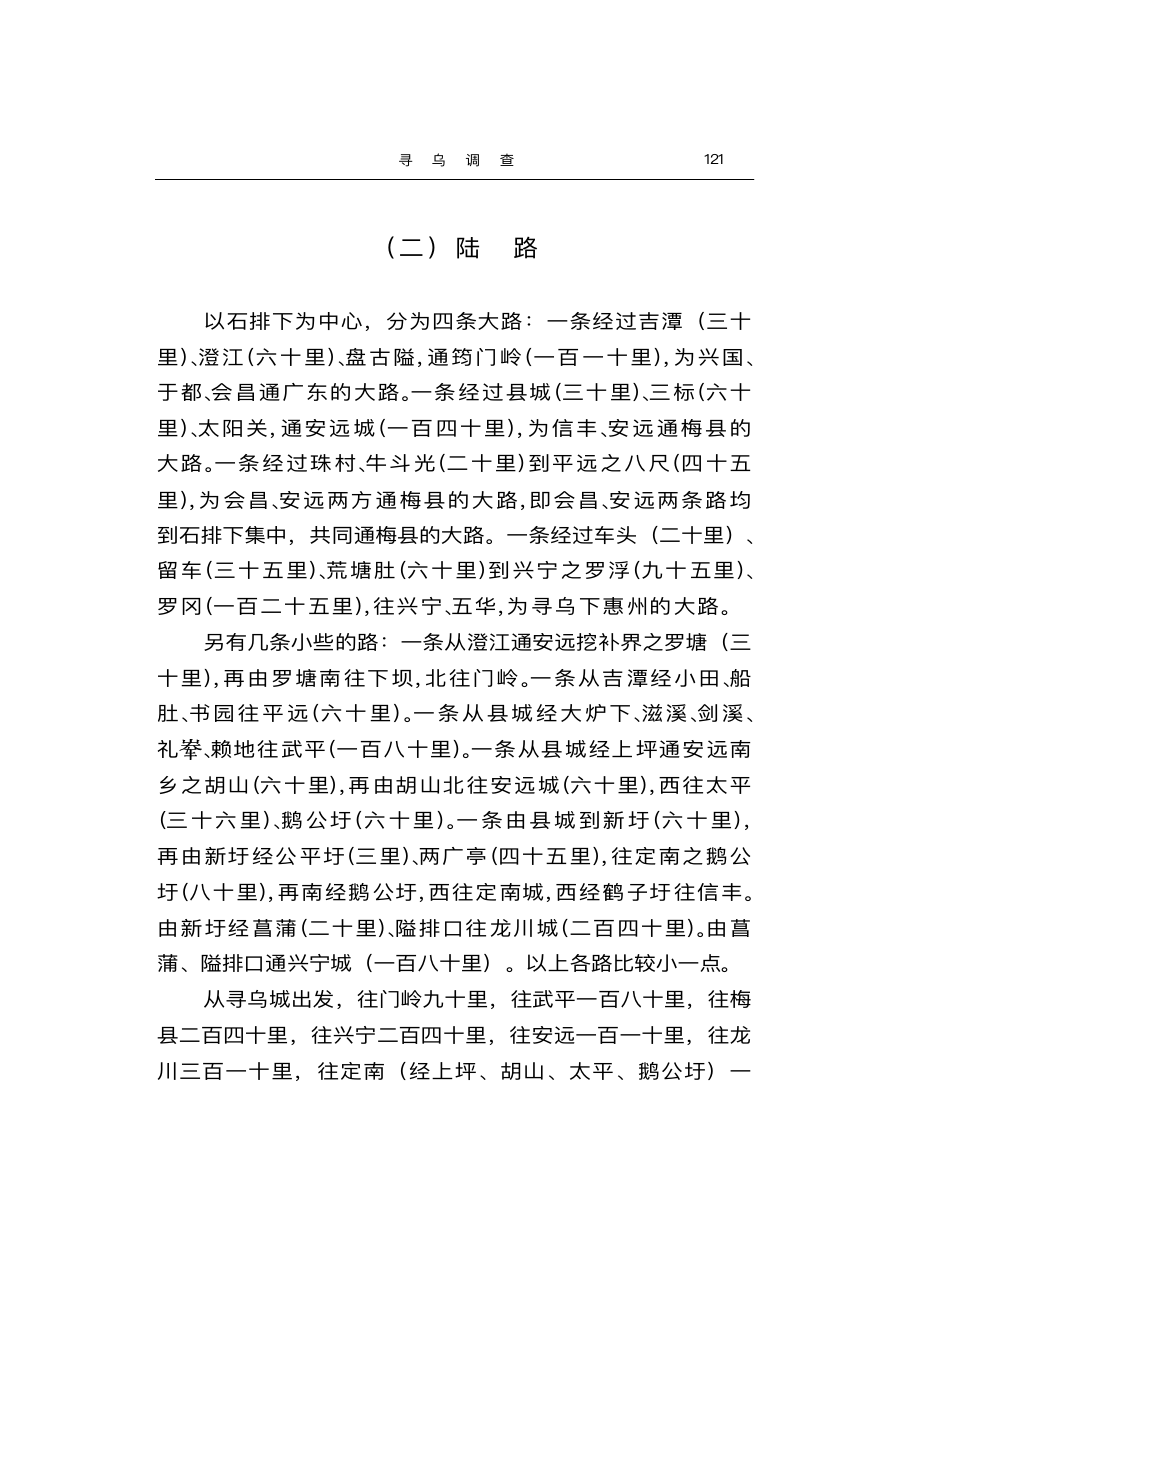 寻乌调查 121
（二）陆 路
以石排下为中心，分为四条大路：一条经过吉潭（三十
里）、澄江（六十里）、盘古隘，通筠门岭（一百一十里），为兴国、
于都、会昌通广东的大路。一条经过县城（三十里）、三标（六十
里）、太阳关，通安远城（一百四十里），为信丰、安远通梅县的
大路。一条经过珠村、牛斗光（二十里）到平远之八尺（四十五
里），为会昌、安远两方通梅县的大路，即会昌、安远两条路均
到石排下集中，共同通梅县的大路。一条经过车头（二十里）、
留车（三十五里）、荒塘肚（六十里）到兴宁之罗浮（九十五里）、
罗冈（一百二十五里），往兴宁、五华，为寻乌下惠州的大路。
另有几条小些的路：一条从澄江通安远挖补界之罗塘（三
十里），再由罗塘南往下坝，北往门岭。一条从吉潭经小田、船
肚、书园往平远（六十里）。一条从县城经大炉下、滋溪、剑溪、
礼輋、赖地往武平（一百八十里）。一条从县城经上坪通安远南
乡之胡山（六十里），再由胡山北往安远城（六十里），西往太平
（三十六里）、鹅公圩（六十里）。一条由县城到新圩（六十里），
再由新圩经公平圩（三里）、两广亭（四十五里），往定南之鹅公
圩（八十里），再南经鹅公圩，西往定南城，西经鹤子圩往信丰。
由新圩经菖蒲（二十里）、隘排口往龙川城（二百四十里）。由菖
蒲、隘排口通兴宁城（一百八十里）。以上各路比较小一点。
从寻乌城出发，往门岭九十里，往武平一百八十里，往梅
县二百四十里，往兴宁二百四十里，往安远一百一十里，往龙
川三百一十里，往定南（经上坪、胡山、太平、鹅公圩）一